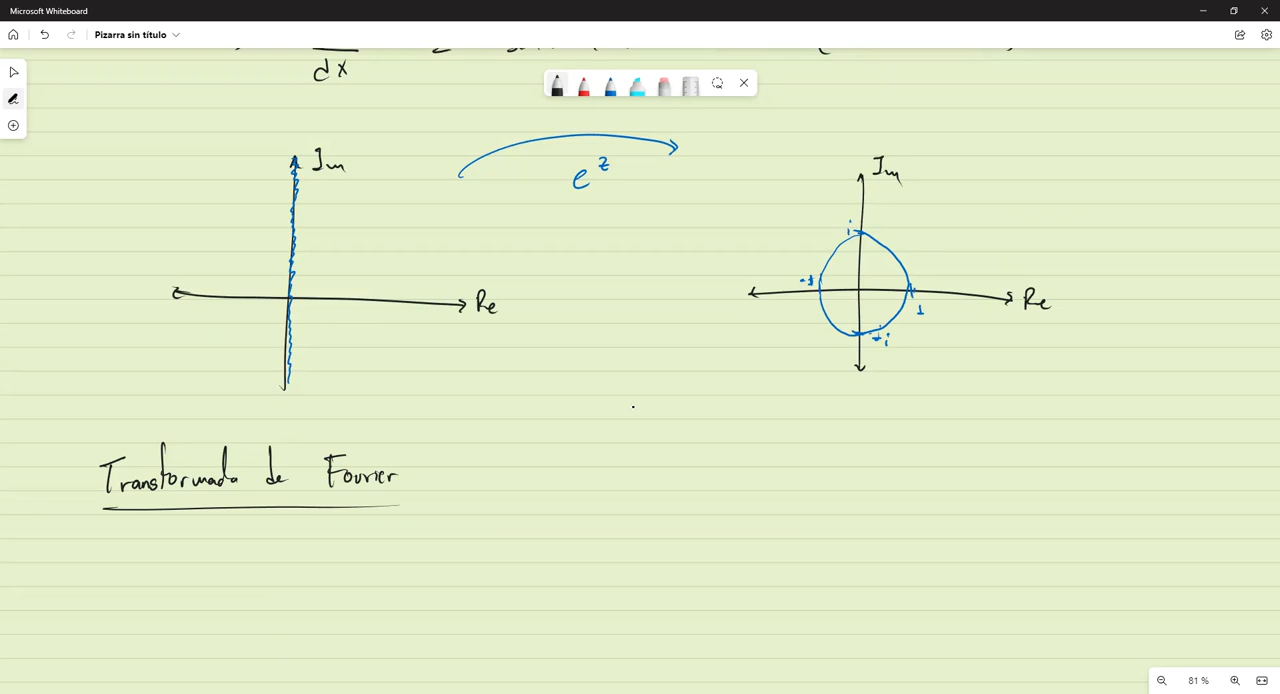 Microsoft Whiteboard
Pizarra sin título
dx
Im
e^z
Im
i
-1
Re
Re
1
-i
Transformada de Fourier
81 %